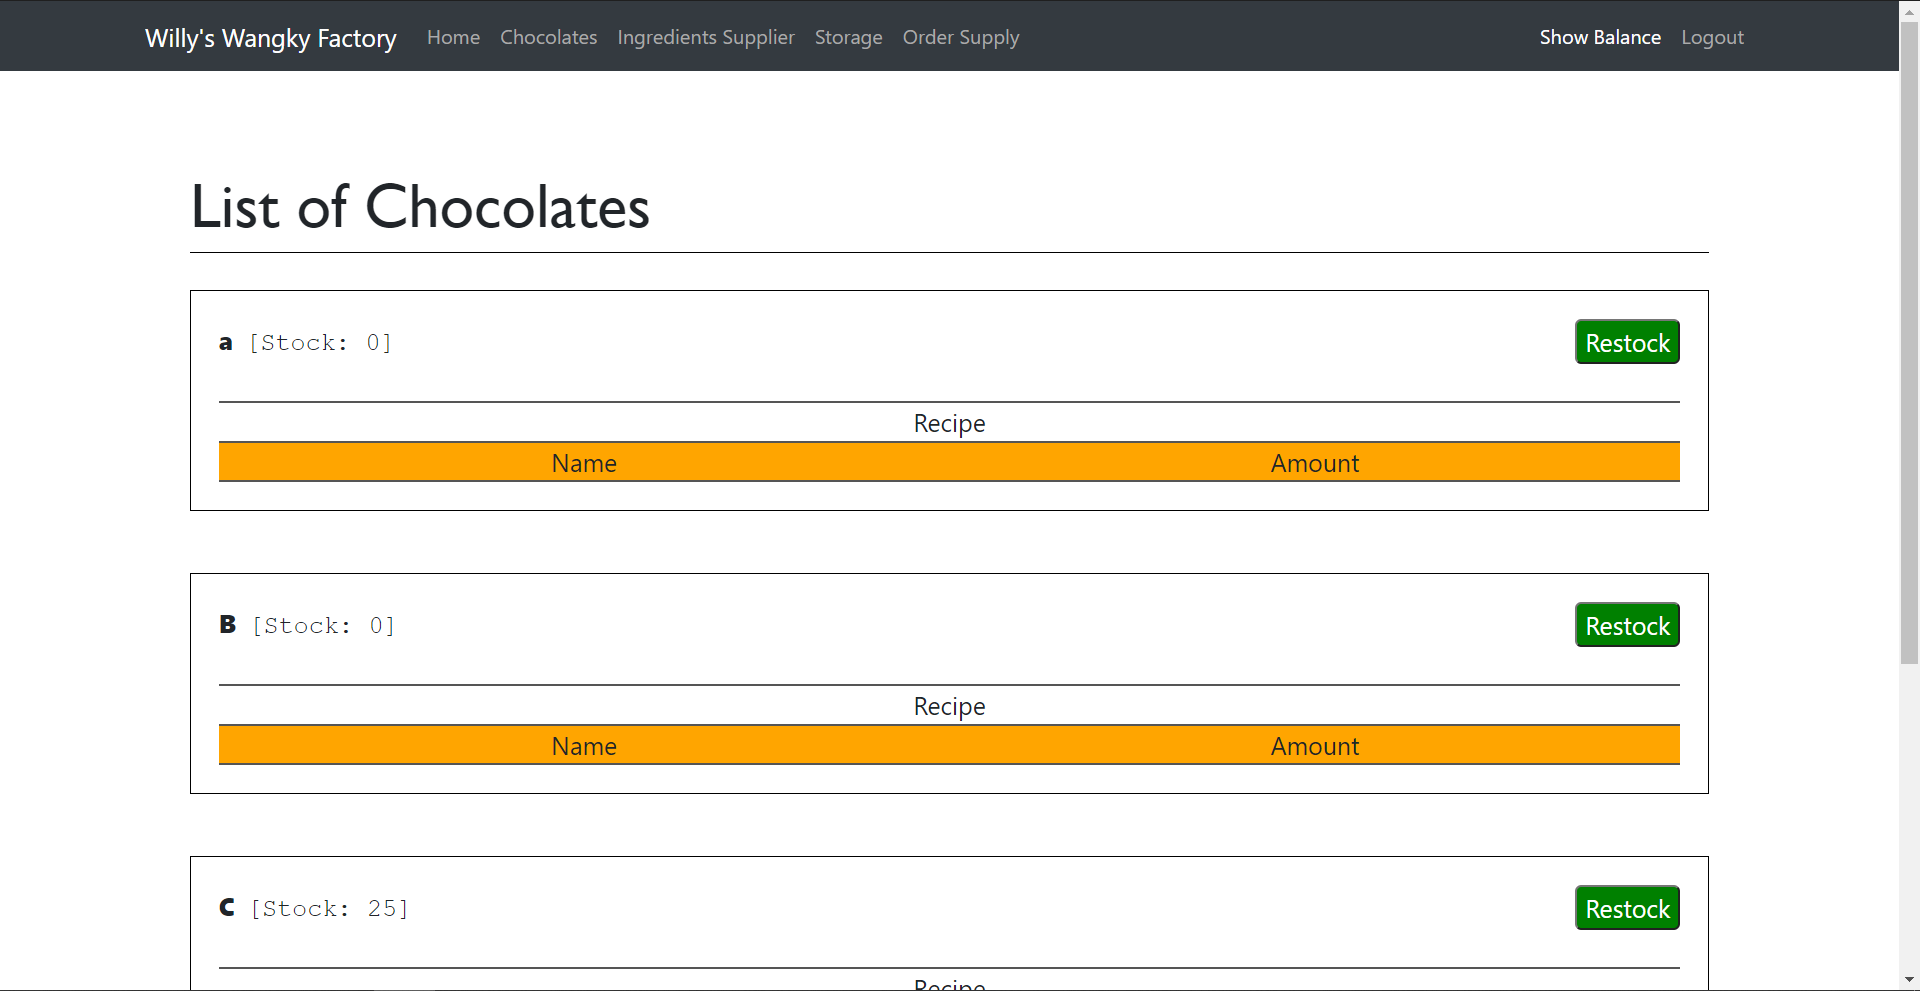 Willy's Wangky Factory Home Chocolates Ingredients Supplier Storage Order Supply Show Balance Logout
List of Chocolates
a [Stock: 0] Restock
Recipe
Name Amount
B [Stock: 0] Restock
Recipe
Name Amount
C [Stock: 25] Restock
Recipe